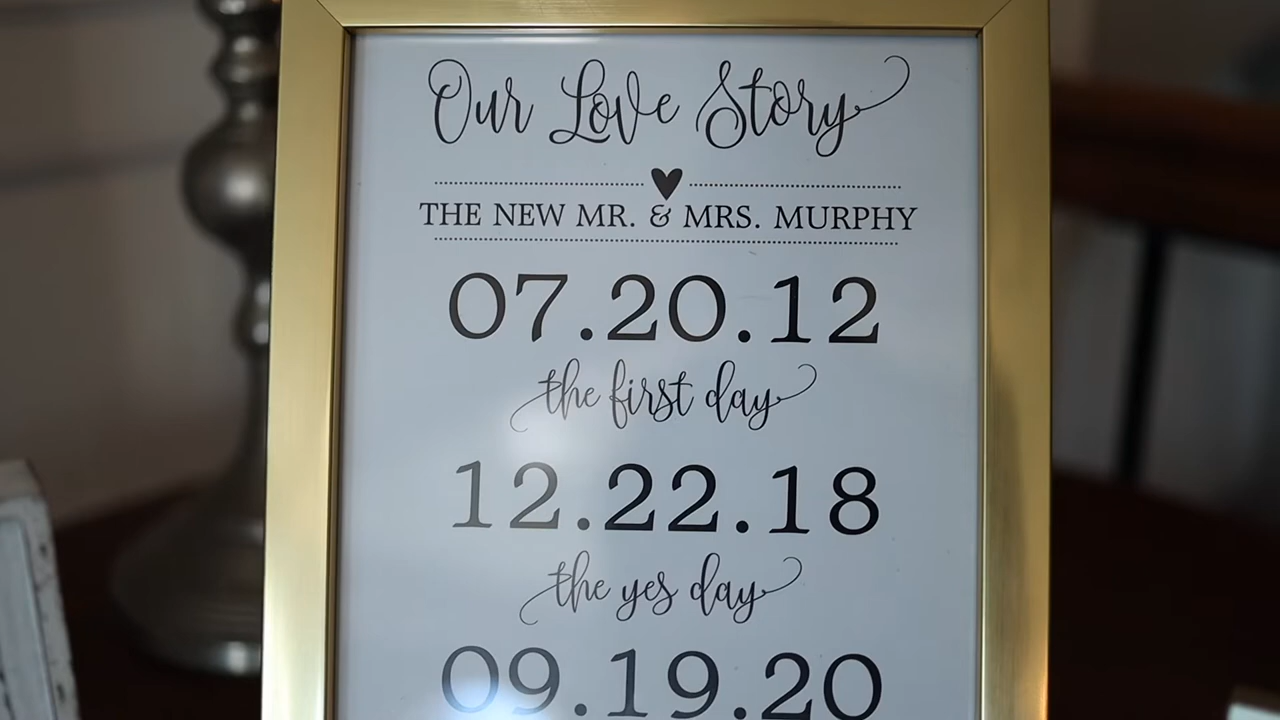 Our Love Story
THE NEW MR. & MRS. MURPHY
07.20.12
the first day
12.22.18
the yes day
09.19.20